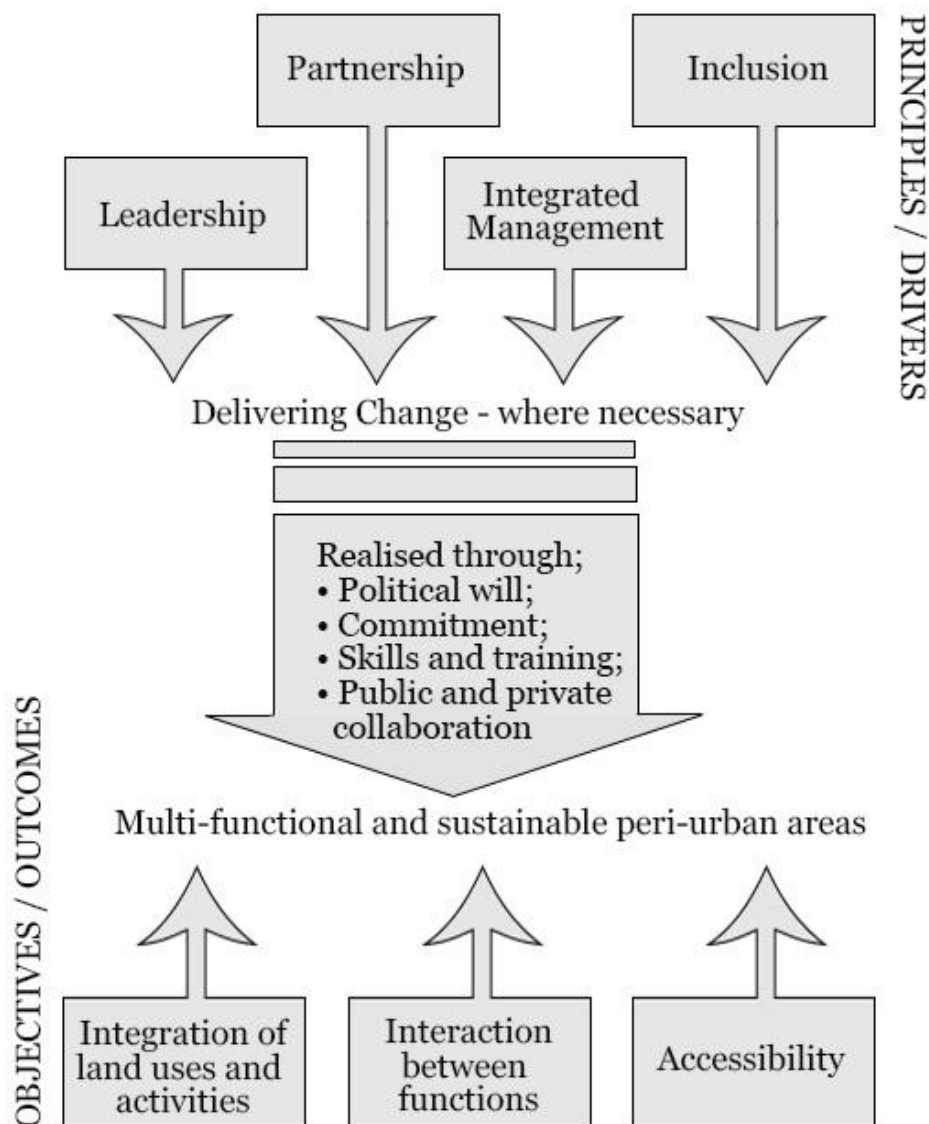 PRINCIPLES / DRIVERS
Partnership
Inclusion
Leadership
Integrated
Management
Delivering Change - where necessary
Realised through;
• Political will;
• Commitment;
• Skills and training;
• Public and private
collaboration
Multi-functional and sustainable peri-urban areas
OBJECTIVES / OUTCOMES
Integration of
land uses and
activities
Interaction
between
functions
Accessibility